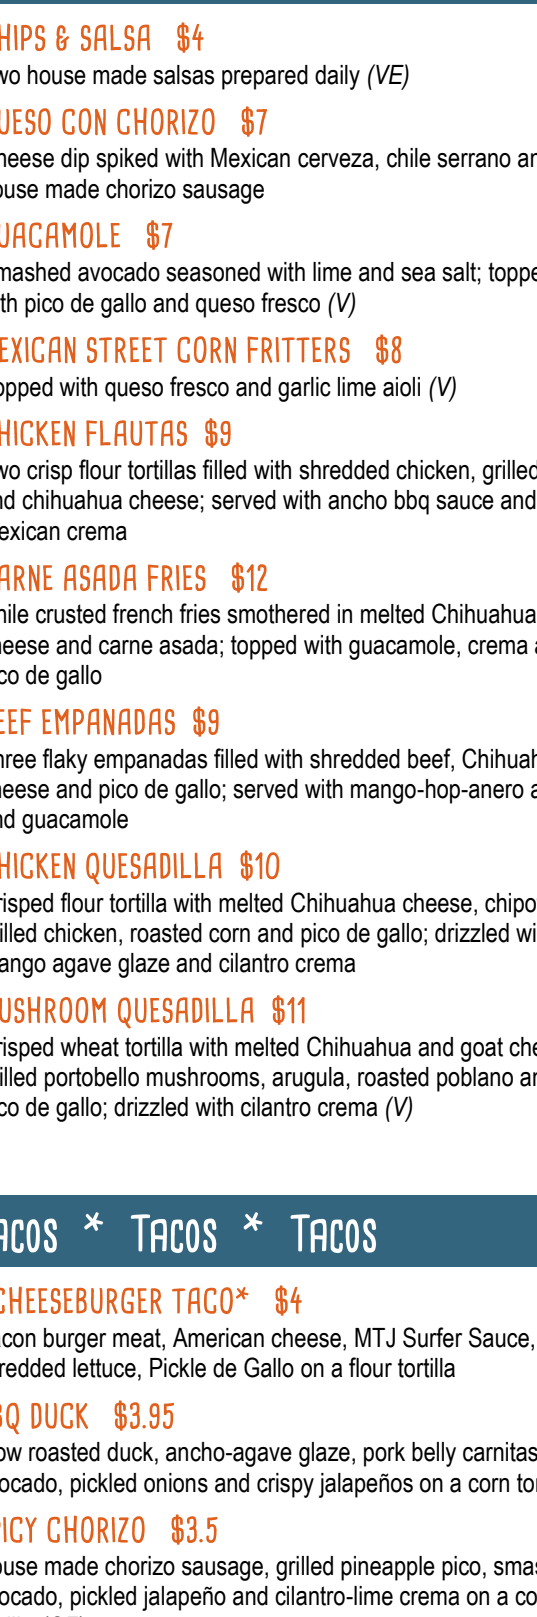 HIPS & SALSA $4
wo house made salsas prepared daily (VE)
UESO CON CHORIZO $7
heese dip spiked with Mexican cerveza, chile serrano an
ouse made chorizo sausage
UACAMOLE $7
mashed avocado seasoned with lime and sea salt; toppe
ith pico de gallo and queso fresco (V)
EXICAN STREET CORN FRITTERS $8
opped with queso fresco and garlic lime aioli (V)
HICKEN FLAUTAS $9
wo crisp flour tortillas filled with shredded chicken, grilled
nd chihuahua cheese; served with ancho bbq sauce and
exican crema
ARNE ASADA FRIES $12
hile crusted french fries smothered in melted Chihuahua
heese and carne asada; topped with guacamole, crema a
co de gallo
EEF EMPANADAS $9
hree flaky empanadas filled with shredded beef, Chihuah
heese and pico de gallo; served with mango-hop-anero a
nd guacamole
HICKEN QUESADILLA $10
risped flour tortilla with melted Chihuahua cheese, chipo
illed chicken, roasted corn and pico de gallo; drizzled wi
ango agave glaze and cilantro crema
USHROOM QUESADILLA $11
risped wheat tortilla with melted Chihuahua and goat che
illed portobello mushrooms, arugula, roasted poblano an
co de gallo; drizzled with cilantro crema (V)
ACOS * TACOS * TACOS
CHEESEBURGER TACO* $4
acon burger meat, American cheese, MTJ Surfer Sauce,
redded lettuce, Pickle de Gallo on a flour tortilla
BQ DUCK $3.95
ow roasted duck, ancho-agave glaze, pork belly carnitas
ocado, pickled onions and crispy jalapeños on a corn tor
ICY CHORIZO $3.5
ouse made chorizo sausage, grilled pineapple pico, smas
ocado, pickled jalapeño and cilantro-lime crema on a co